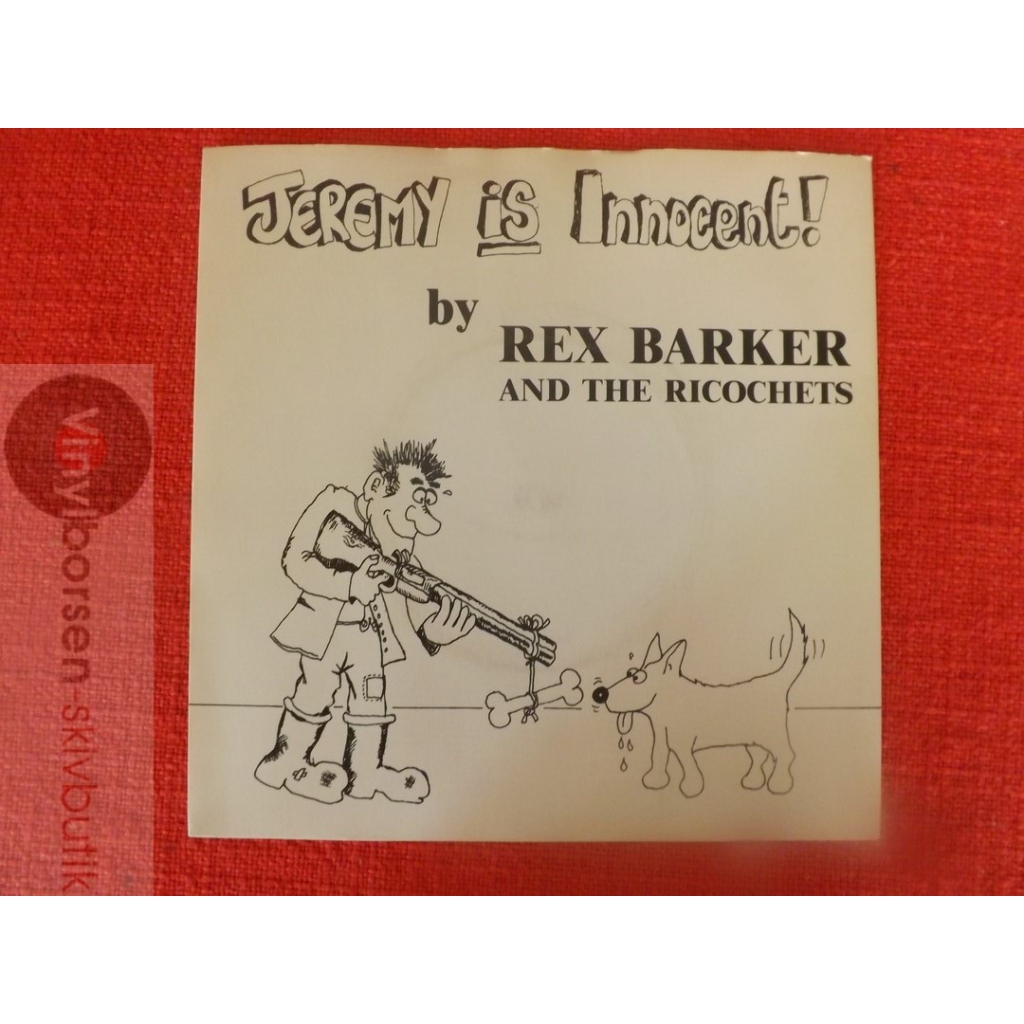 JEREMY is Innocent!
by
REX BARKER
AND THE RICOCHETS
vinylborsen-skivbutik